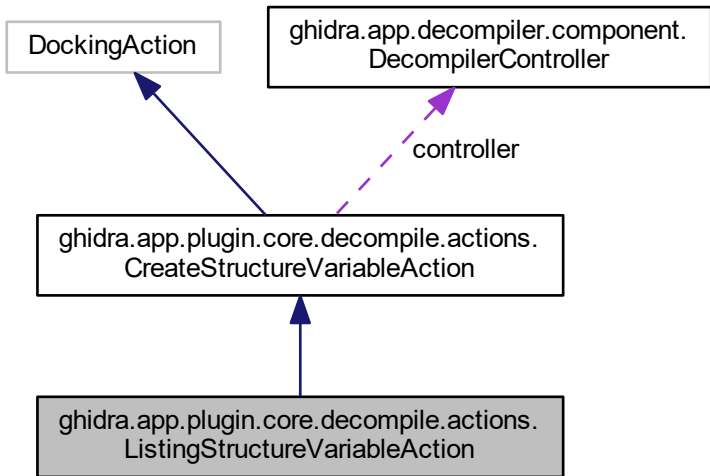 DockingAction
ghidra.app.decompiler.component.
DecompilerController
controller
ghidra.app.plugin.core.decompile.actions.
CreateStructureVariableAction
ghidra.app.plugin.core.decompile.actions.
ListingStructureVariableAction